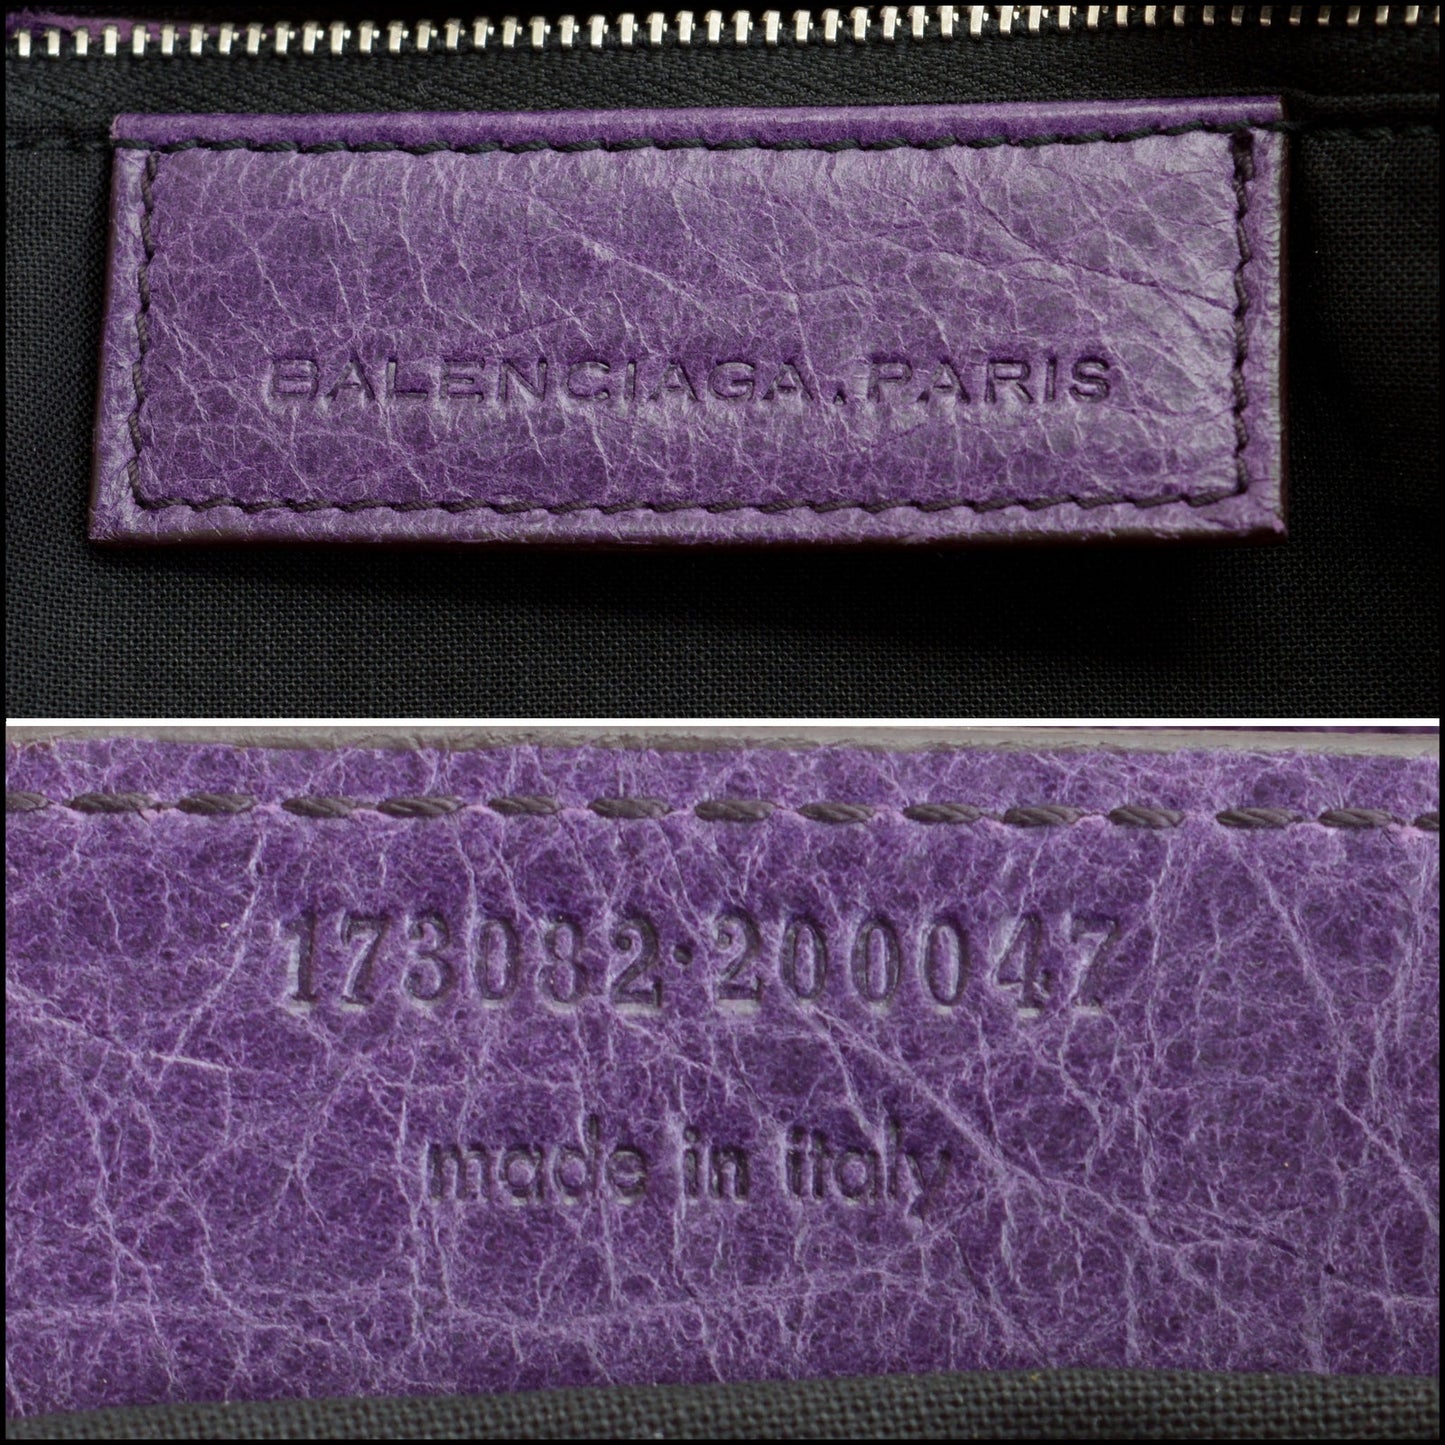 BALENCIAGA.PARIS
173082·200047
made in italy